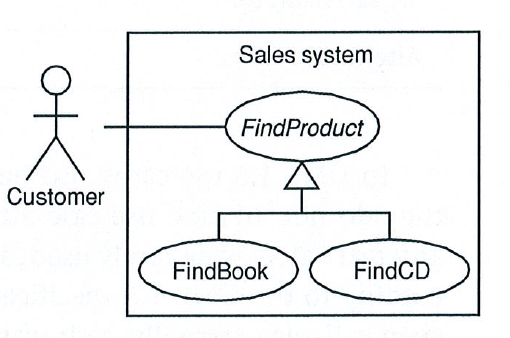 Sales system
FindProduct
Customer
FindBook
FindCD